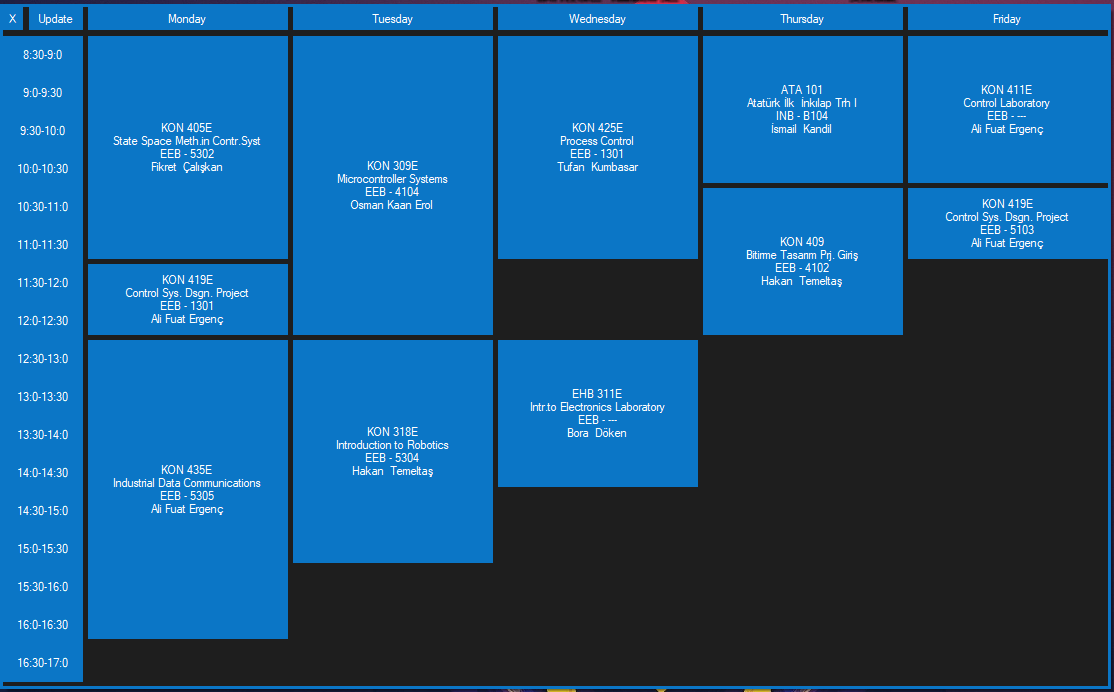 X Update Monday Tuesday Wednesday Thursday Friday
8:30-9:0
9:0-9:30
9:30-10:0
10:0-10:30
10:30-11:0
11:0-11:30
11:30-12:0
12:0-12:30
12:30-13:0
13:0-13:30
13:30-14:0
14:0-14:30
14:30-15:0
15:0-15:30
15:30-16:0
16:0-16:30
16:30-17:0
KON 405E
State Space Meth.in Contr.Syst
EEB - 5302
Fikret Çalışkan
KON 419E
Control Sys. Dsgn. Project
EEB - 1301
Ali Fuat Ergenç
KON 435E
Industrial Data Communications
EEB - 5305
Ali Fuat Ergenç
KON 309E
Microcontroller Systems
EEB - 4104
Osman Kaan Erol
KON 318E
Introduction to Robotics
EEB - 5304
Hakan Temeltaş
KON 425E
Process Control
EEB - 1301
Tufan Kumbasar
EHB 311E
Intr.to Electronics Laboratory
EEB - ---
Bora Döken
ATA 101
Atatürk İlk İnkılap Trh I
INB - B104
İsmail Kandil
KON 409
Bitirme Tasarım Prj. Giriş
EEB - 4102
Hakan Temeltaş
KON 411E
Control Laboratory
EEB - ---
Ali Fuat Ergenç
KON 419E
Control Sys. Dsgn. Project
EEB - 5103
Ali Fuat Ergenç